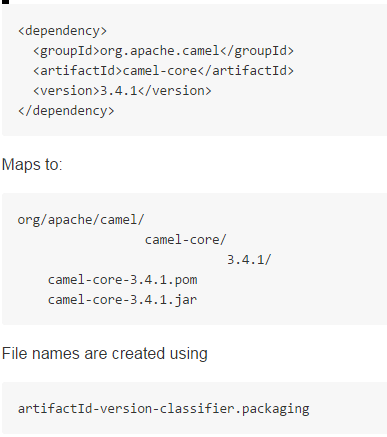 <dependency>
  <groupId>org.apache.camel</groupId>
  <artifactId>camel-core</artifactId>
  <version>3.4.1</version>
</dependency>
Maps to:
org/apache/camel/
                 camel-core/
                            3.4.1/
    camel-core-3.4.1.pom
    camel-core-3.4.1.jar
File names are created using
artifactId-version-classifier.packaging